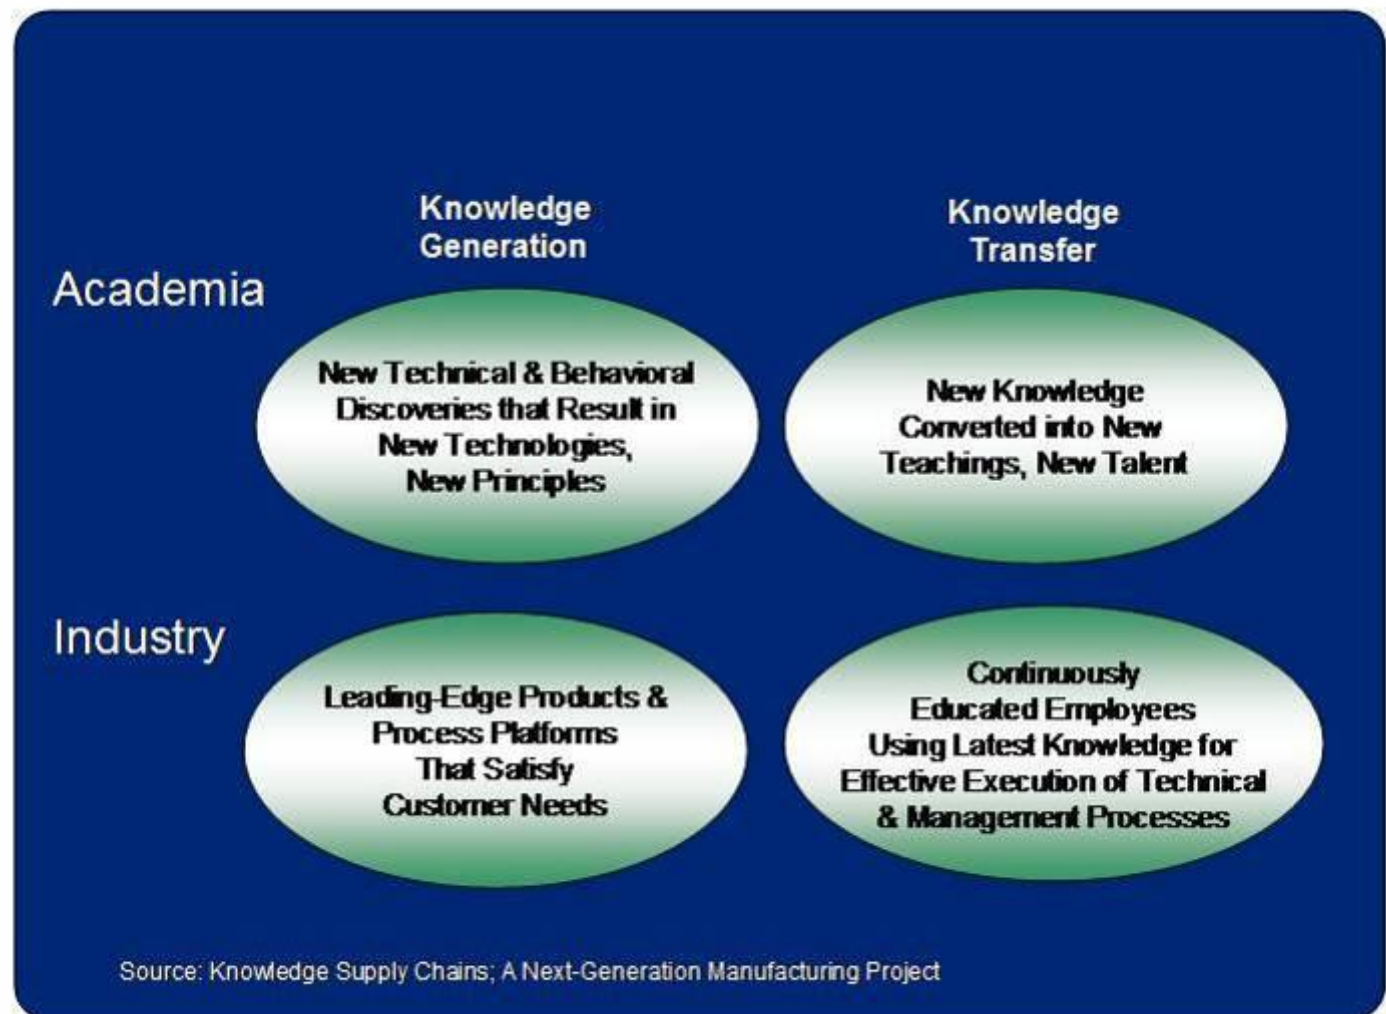 Knowledge
Generation
Knowledge
Transfer
Academia
New Technical & Behavioral
Discoveries that Result in
New Technologies,
New Principles
New Knowledge
Converted into New
Teachings, New Talent
Industry
Leading-Edge Products &
Process Platforms
That Satisfy
Customer Needs
Continuously
Educated Employees
Using Latest Knowledge for
Effective Execution of Technical
& Management Processes
Source: Knowledge Supply Chains; A Next-Generation Manufacturing Project